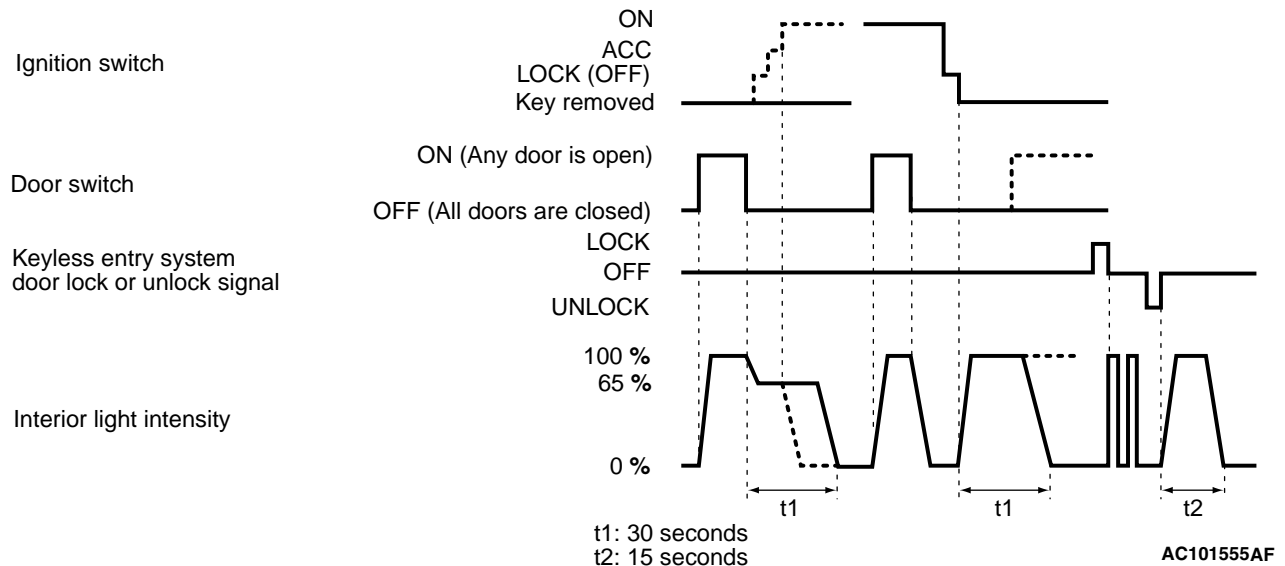 Ignition switch
ON
ACC
LOCK (OFF)
Key removed
Door switch
ON (Any door is open)
OFF (All doors are closed)
Keyless entry system
door lock or unlock signal
LOCK
OFF
UNLOCK
Interior light intensity
100 %
65 %
0 %
t1
t1
t2
t1: 30 seconds
t2: 15 seconds
AC101555AF